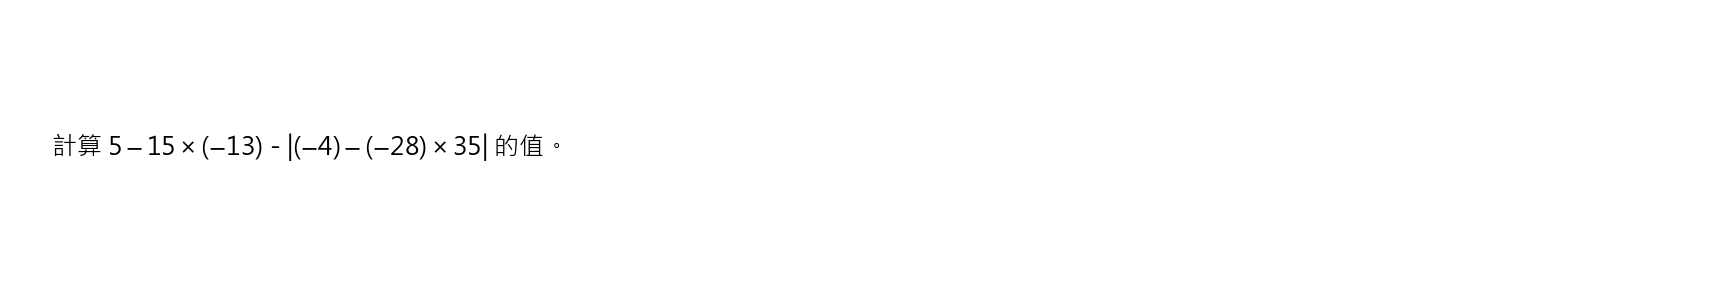 計算 5 – 15 × (–13) - |(–4) – (–28) × 35| 的值。